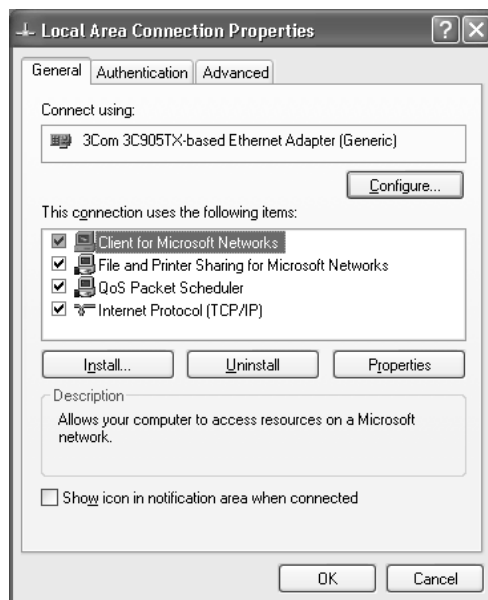 Local Area Connection Properties
General Authentication Advanced
Connect using:
3Com 3C905TX-based Ethernet Adapter (Generic)
Configure...
This connection uses the following items:
Client for Microsoft Networks
File and Printer Sharing for Microsoft Networks
QoS Packet Scheduler
Internet Protocol (TCP/IP)
Install... Uninstall Properties
Description
Allows your computer to access resources on a Microsoft
network.
Show icon in notification area when connected
OK Cancel